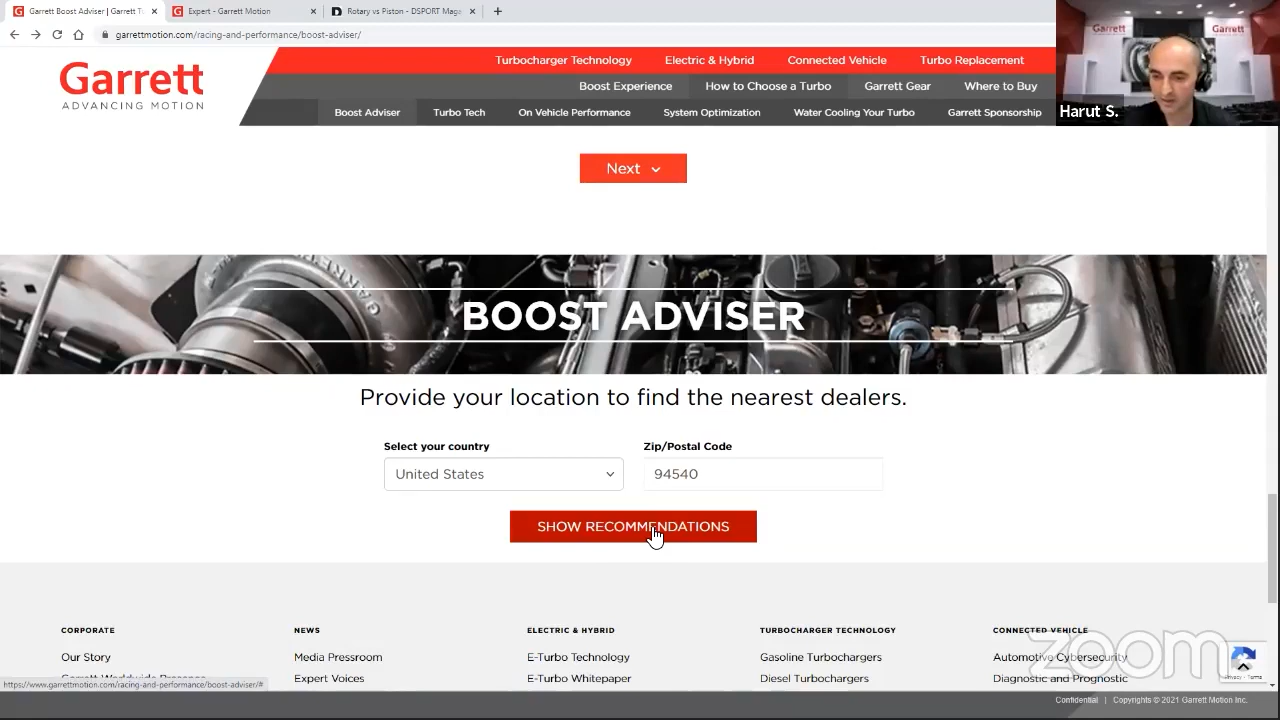 Garrett Boost Adviser | Garrett T
Expert - Garrett Motion
Rotary vs Piston - DSPORT Mag
garrettmotion.com/racing-and-performance/boost-adviser/
Garrett
ADVANCING MOTION
Turbocharger Technology Electric & Hybrid Connected Vehicle Turbo Replacement
Boost Experience How to Choose a Turbo Garrett Gear Where to Buy
Boost Adviser Turbo Tech On Vehicle Performance System Optimization Water Cooling Your Turbo Garrett Sponsorship
Garrett
Garrett
Harut S.
Next
BOOST ADVISER
Provide your location to find the nearest dealers.
Select your country
Zip/Postal Code
United States
94540
SHOW RECOMMENDATIONS
CORPORATE
NEWS
ELECTRIC & HYBRID
TURBOCHARGER TECHNOLOGY
CONNECTED VEHICLE
Our Story
Media Pressroom
E-Turbo Technology
Gasoline Turbochargers
Automotive Cybersecurity
Expert Voices
E-Turbo Whitepaper
Diesel Turbochargers
Diagnostic and Prognostic
zoom
Privacy - Terms
https://www.garrettmotion.com/racing-and-performance/boost-adviser/#
Confidential | Copyrights © 2021 Garrett Motion Inc.